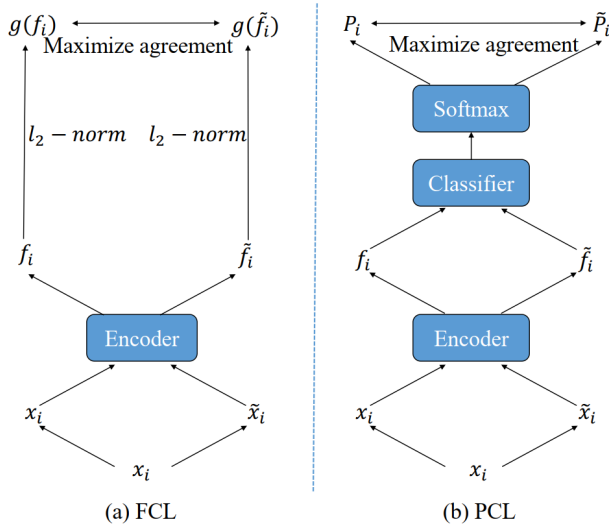 g(f_i) Maximize agreement g(f̃_i)
l_2 − norm l_2 − norm
f_i f̃_i
Encoder
x_i x̃_i
x_i
(a) FCL
P_i Maximize agreement P̃_i
Softmax
Classifier
f_i f̃_i
Encoder
x_i x̃_i
x_i
(b) PCL